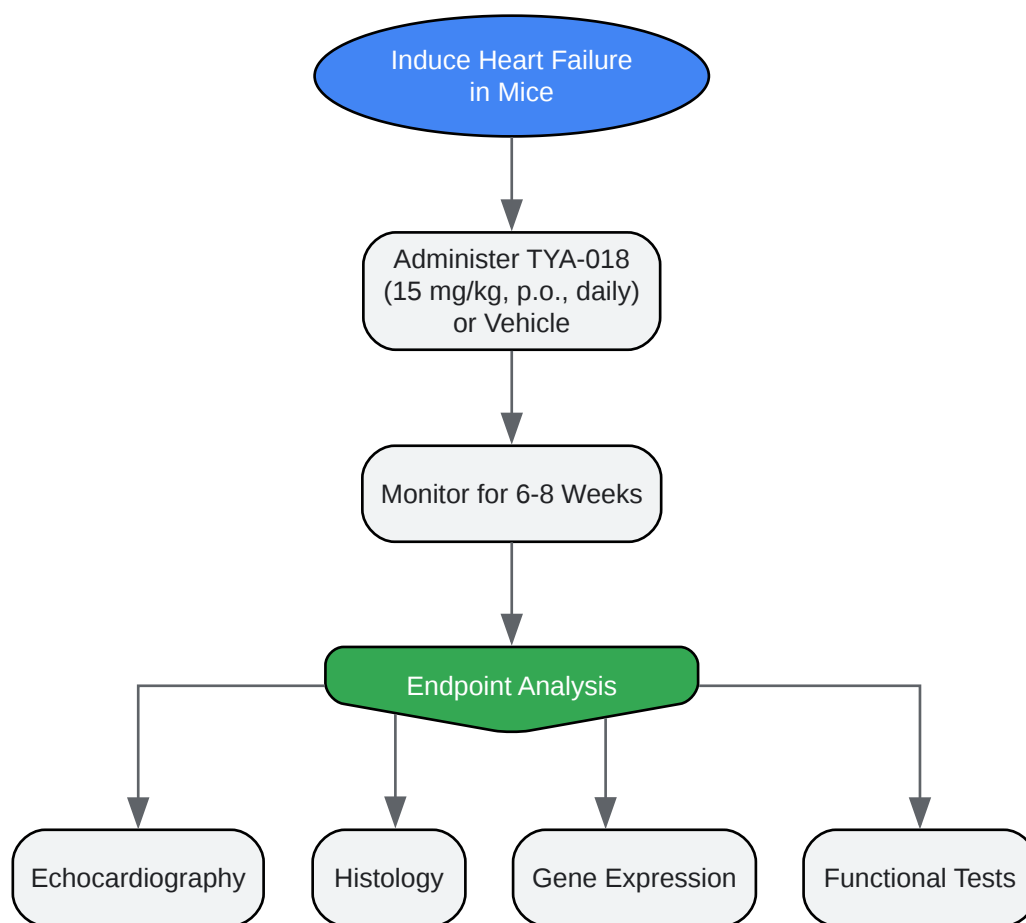 Induce Heart Failure
in Mice
Administer TYA-018
(15 mg/kg, p.o., daily)
or Vehicle
Monitor for 6-8 Weeks
Endpoint Analysis
Echocardiography
Histology
Gene Expression
Functional Tests